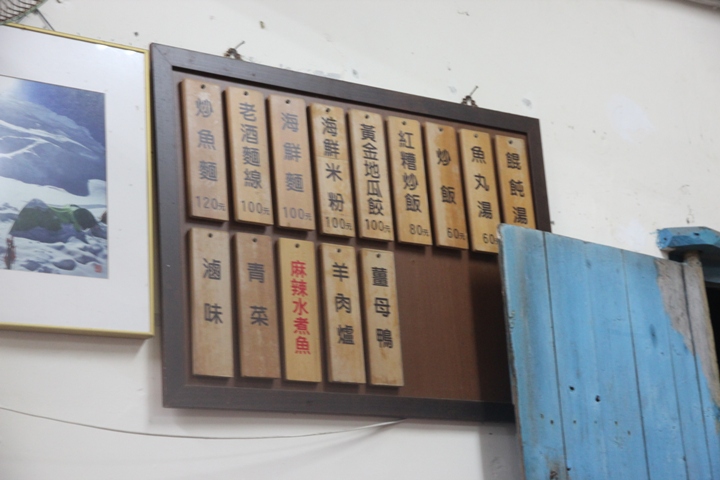 炒魚麵 120元
老酒麵線 100元
海鮮麵 100元
海鮮米粉 100元
黃金地瓜餃 100元
紅糟炒飯 80元
炒飯 60元
魚丸湯 60
餛飩湯
滷味
青菜
麻辣水煮魚
羊肉爐
薑母鴨